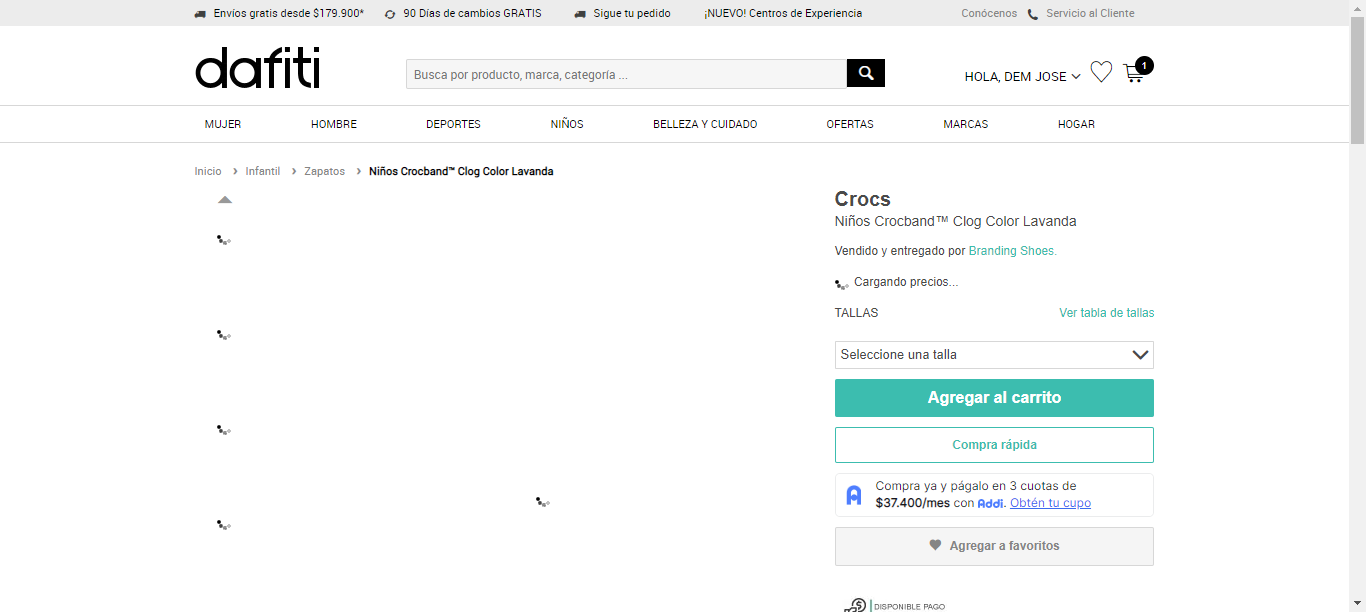 Envíos gratis desde $179.900* 90 Días de cambios GRATIS Sigue tu pedido ¡NUEVO! Centros de Experiencia Conócenos Servicio al Cliente
dafiti
Busca por producto, marca, categoría ...
HOLA, DEM JOSE
1
MUJER HOMBRE DEPORTES NIÑOS BELLEZA Y CUIDADO OFERTAS MARCAS HOGAR
Inicio > Infantil > Zapatos > Niños Crocband™ Clog Color Lavanda
Crocs
Niños Crocband™ Clog Color Lavanda
Vendido y entregado por Branding Shoes.
Cargando precios...
TALLAS Ver tabla de tallas
Seleccione una talla
Agregar al carrito
Compra rápida
Compra ya y págalo en 3 cuotas de
$37.400/mes con Addi. Obtén tu cupo
Agregar a favoritos
DISPONIBLE PAGO